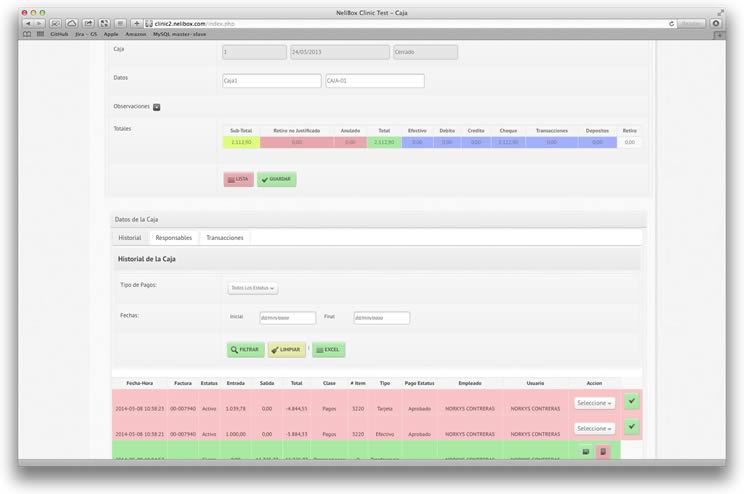 NeliBox Clinic Test – Caja
clinic2.nelibox.com/index.php
Reader
GitHub Jira - GS Apple Amazon MySQL master-slave
Caja 1 24/05/2013 Cerrado
Datos Caja1 CAJA-01
Observaciones
Totales
Sub-Total Retiro no Justificado Anulado Total Efectivo Debito Credito Cheque Transacciones Depositos Retiro
2.112,90 0,00 0,00 2.112,90 0,00 0,00 0,00 2.112,90 0,00 0,00 0,00
LISTA GUARDAR
Datos de la Caja
Historial Responsables Transacciones
Historial de la Caja
Tipo de Pagos: Todos Los Estatus
Fechas: Inicial dd/mm/aaaa Final dd/mm/aaaa
FILTRAR LIMPIAR EXCEL
Fecha-Hora Factura Estatus Entrada Salida Total Clase # Item Tipo Pago Estatus Empleado Usuario Accion
2014-05-08 10:38:23 00-007940 Activo 1.039,78 0,00 -4.844,55 Pagos 3220 Tarjeta Aprobado NORKYS CONTRERAS NORKYS CONTRERAS Seleccione
2014-05-08 10:38:21 00-007940 Activo 1.000,00 0,00 -5.884,33 Pagos 3220 Efectivo Aprobado NORKYS CONTRERAS NORKYS CONTRERAS Seleccione